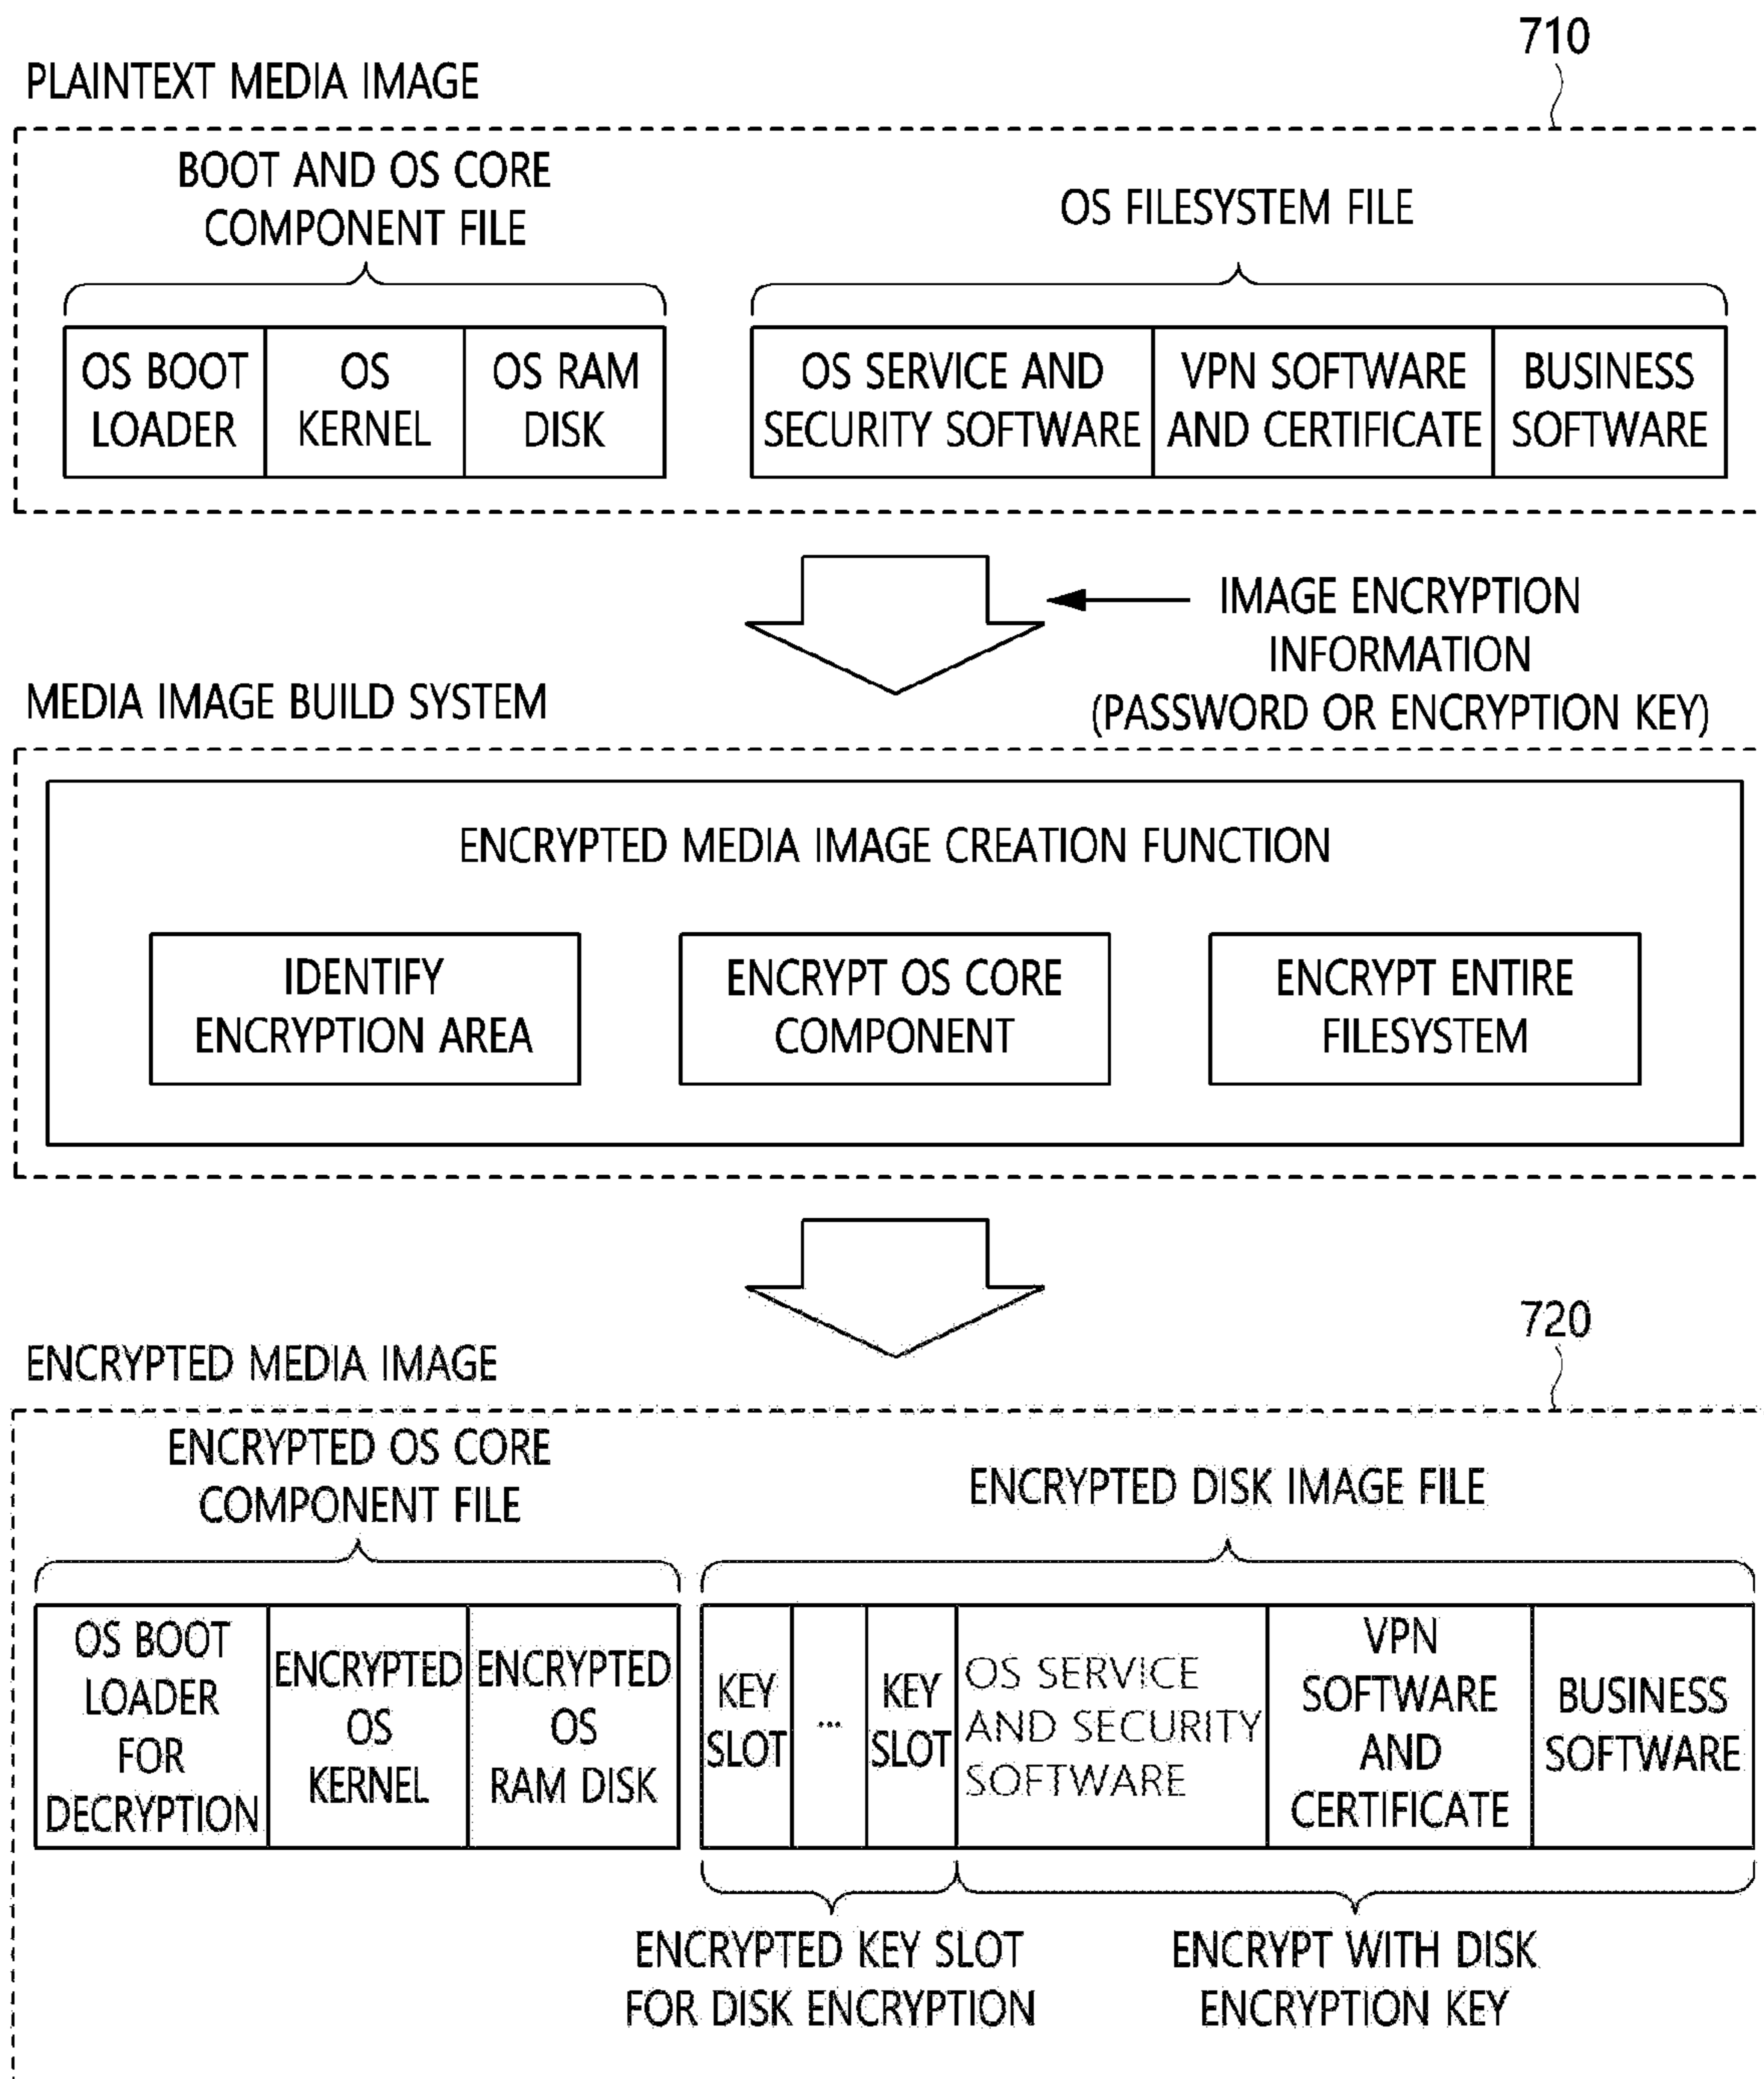 710
PLAINTEXT MEDIA IMAGE
BOOT AND OS CORE
COMPONENT FILE
OS FILESYSTEM FILE
OS BOOT
LOADER
OS
KERNEL
OS RAM
DISK
OS SERVICE AND
SECURITY SOFTWARE
VPN SOFTWARE
AND CERTIFICATE
BUSINESS
SOFTWARE
IMAGE ENCRYPTION
INFORMATION
(PASSWORD OR ENCRYPTION KEY)
MEDIA IMAGE BUILD SYSTEM
ENCRYPTED MEDIA IMAGE CREATION FUNCTION
IDENTIFY
ENCRYPTION AREA
ENCRYPT OS CORE
COMPONENT
ENCRYPT ENTIRE
FILESYSTEM
720
ENCRYPTED MEDIA IMAGE
ENCRYPTED OS CORE
COMPONENT FILE
ENCRYPTED DISK IMAGE FILE
OS BOOT
LOADER
FOR
DECRYPTION
ENCRYPTED
OS
KERNEL
ENCRYPTED
OS
RAM DISK
KEY
SLOT
...
KEY
SLOT
OS SERVICE
AND SECURITY
SOFTWARE
VPN
SOFTWARE
AND
CERTIFICATE
BUSINESS
SOFTWARE
ENCRYPTED KEY SLOT
FOR DISK ENCRYPTION
ENCRYPT WITH DISK
ENCRYPTION KEY